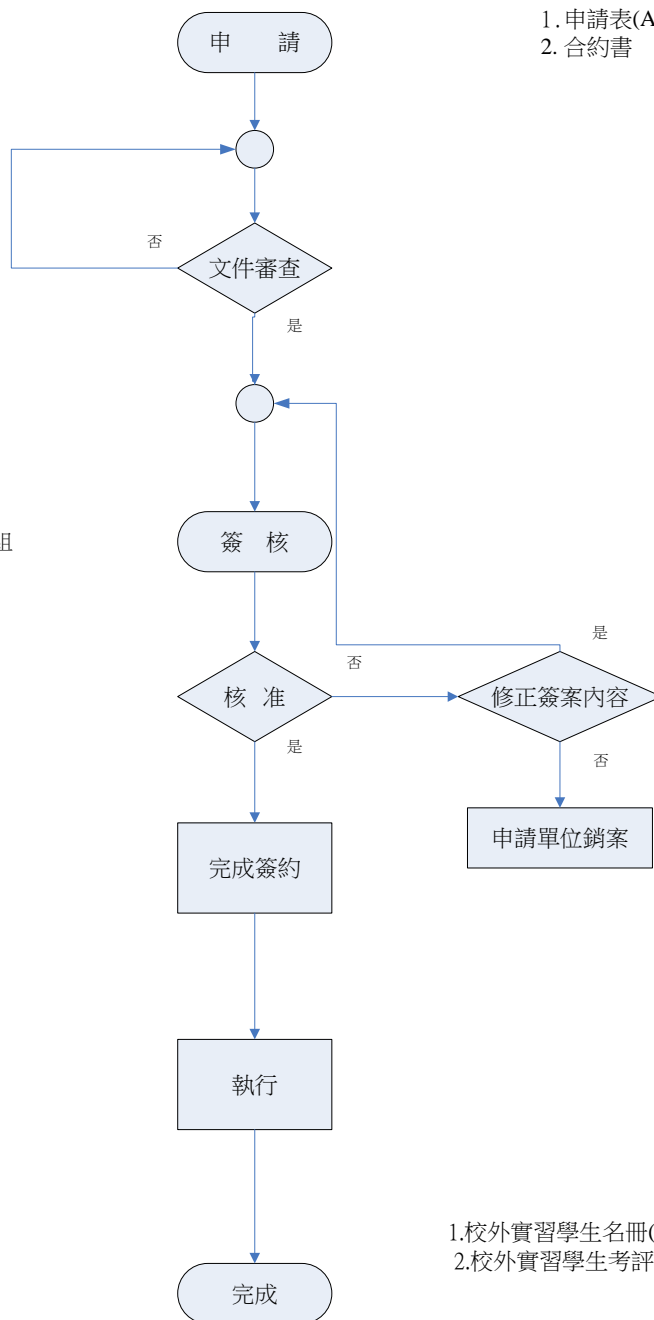 申 請
1.申請表(A
2. 合約書
否
文件審查
是
組
簽 核
是
否
核 准
修正簽案內容
是
否
完成簽約
申請單位銷案
執行
1.校外實習學生名冊(
2.校外實習學生考評
完成